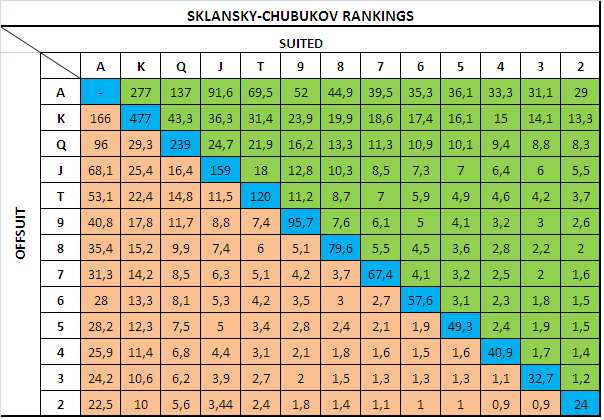 SKLANSKY-CHUBUKOV RANKINGS
SUITED
A K Q J T 9 8 7 6 5 4 3 2
A - 277 137 91,6 69,5 52 44,9 39,5 35,3 36,1 33,3 31,1 29
K 166 477 43,3 36,3 31,4 23,9 19,9 18,6 17,4 16,1 15 14,1 13,3
Q 96 29,3 239 24,7 21,9 16,2 13,3 11,3 10,9 10,1 9,4 8,8 8,3
J 68,1 25,4 16,4 159 18 12,8 10,3 8,5 7,3 7 6,4 6 5,5
T 53,1 22,4 14,8 11,5 120 11,2 8,7 7 5,9 4,9 4,6 4,2 3,7
9 40,8 17,8 11,7 8,8 7,4 95,7 7,6 6,1 5 4,1 3,2 3 2,6
8 35,4 15,2 9,9 7,4 6 5,1 79,6 5,5 4,5 3,6 2,8 2,2 2
7 31,3 14,2 8,5 6,3 5,1 4,2 3,7 67,4 4,1 3,2 2,5 2 1,6
6 28 13,3 8,1 5,3 4,2 3,5 3 2,7 57,6 3,1 2,3 1,8 1,5
5 28,2 12,3 7,5 5 3,4 2,8 2,4 2,1 1,9 49,3 2,4 1,9 1,5
4 25,9 11,4 6,8 4,4 3,1 2,1 1,8 1,6 1,5 1,6 40,9 1,7 1,4
3 24,2 10,6 6,2 3,9 2,7 2 1,5 1,3 1,3 1,3 1,1 32,7 1,2
2 22,5 10 5,6 3,44 2,4 1,8 1,4 1,1 1 1 0,9 0,9 24
OFFSUIT